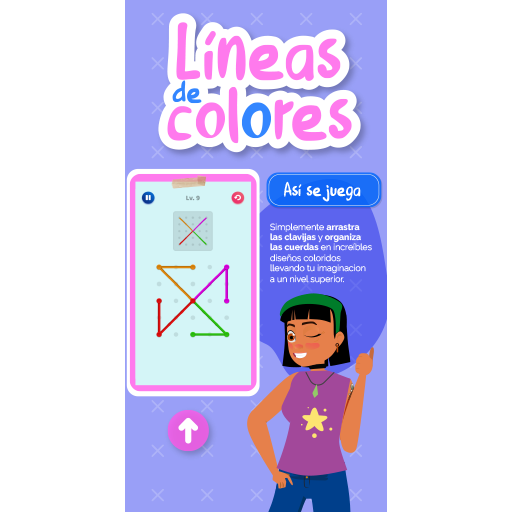 Líneas
de
colores
Así se juega
Lv. 9
Simplemente arrastra
las clavijas y organiza
las cuerdas en increíbles
diseños coloridos
llevando tu imaginacion
a un nivel superior.